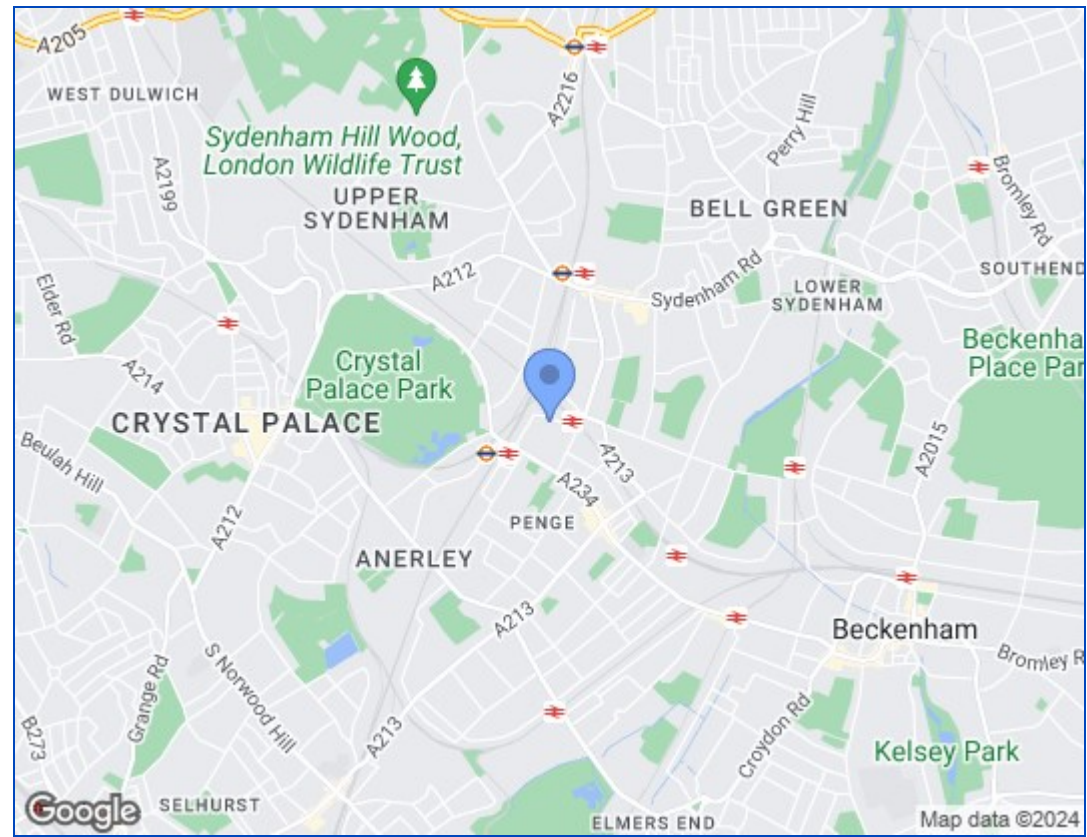 A205
WEST DULWICH
A2199
Sydenham Hill Wood,
London Wildlife Trust
UPPER
SYDENHAM
A2216
Perry Hill
BELL GREEN
Bromley Rd
SOUTHEND
A212
Sydenham Rd
LOWER
SYDENHAM
Elder Rd
A214
Crystal
Palace Park
Beckenha
Place Par
CRYSTAL PALACE
Beulah Hill
A212
A213
A2015
A234
PENGE
ANERLEY
A213
Beckenham
Bromley R
Grange Rd
S Norwood Hill
B273
A213
Croydon Rd
Kelsey Park
SELHURST
ELMERS END
Google
Map data ©2024